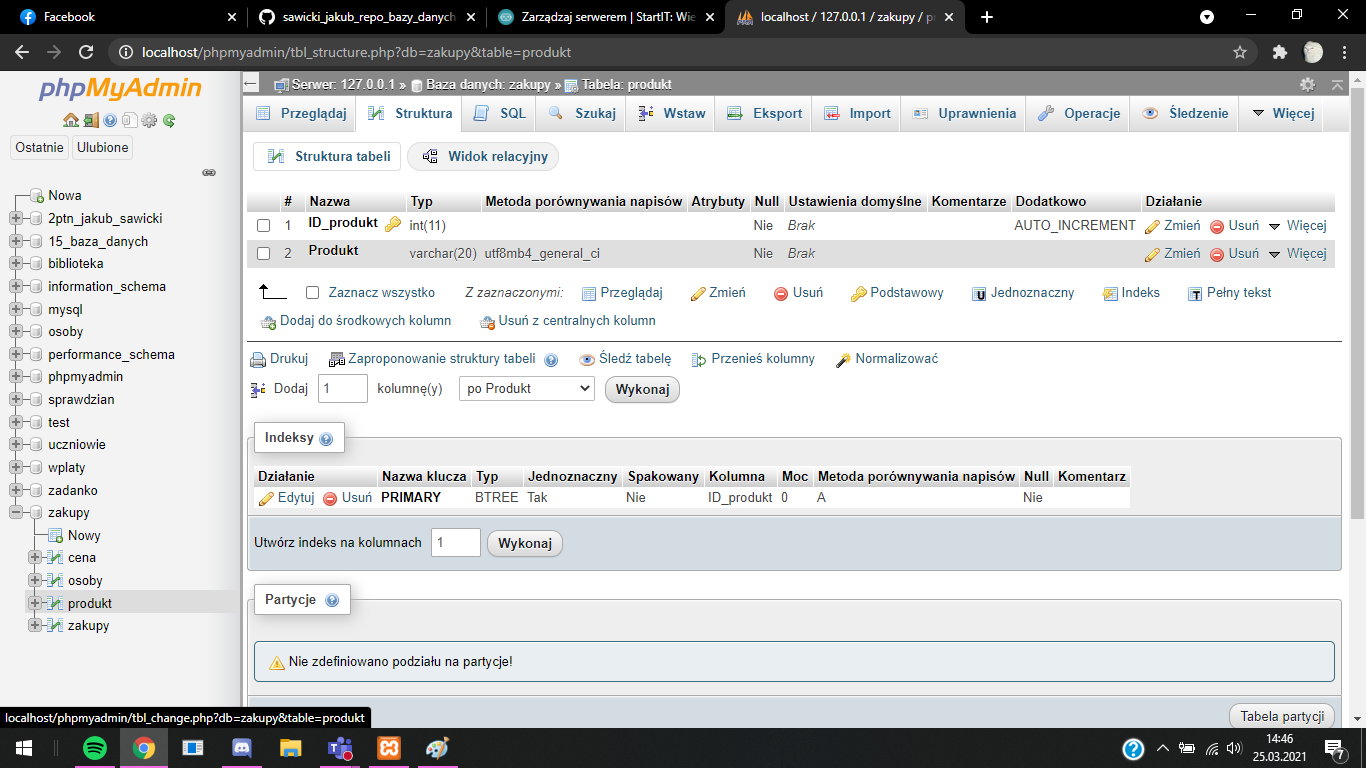 Facebook
sawicki_jakub_repo_bazy_danych
Zarządzaj serwerem | StartIT: Wie
localhost / 127.0.0.1 / zakupy / pr
localhost/phpmyadmin/tbl_structure.php?db=zakupy&table=produkt
phpMyAdmin
Ostatnie
Ulubione
Nowa
2ptn_jakub_sawicki
15_baza_danych
biblioteka
information_schema
mysql
osoby
performance_schema
phpmyadmin
sprawdzian
test
uczniowie
wplaty
zadanko
zakupy
Nowy
cena
osoby
produkt
zakupy
Serwer: 127.0.0.1 » Baza danych: zakupy » Tabela: produkt
Przeglądaj Struktura SQL Szukaj Wstaw Eksport Import Uprawnienia Operacje Śledzenie Więcej
Struktura tabeli Widok relacyjny
# Nazwa Typ Metoda porównywania napisów Atrybuty Null Ustawienia domyślne Komentarze Dodatkowo Działanie
1 ID_produkt int(11) Nie Brak AUTO_INCREMENT Zmień Usuń Więcej
2 Produkt varchar(20) utf8mb4_general_ci Nie Brak Zmień Usuń Więcej
Zaznacz wszystko Z zaznaczonymi: Przeglądaj Zmień Usuń Podstawowy Jednoznaczny Indeks Pełny tekst
Dodaj do środkowych kolumn Usuń z centralnych kolumn
Drukuj Zaproponowanie struktury tabeli Śledź tabelę Przenieś kolumny Normalizować
Dodaj 1 kolumnę(y) po Produkt Wykonaj
Indeksy
Działanie Nazwa klucza Typ Jednoznaczny Spakowany Kolumna Moc Metoda porównywania napisów Null Komentarz
Edytuj Usuń PRIMARY BTREE Tak Nie ID_produkt 0 A Nie
Utwórz indeks na kolumnach 1 Wykonaj
Partycje
Nie zdefiniowano podziału na partycje!
Tabela partycji
localhost/phpmyadmin/tbl_change.php?db=zakupy&table=produkt
14:46
25.03.2021
7